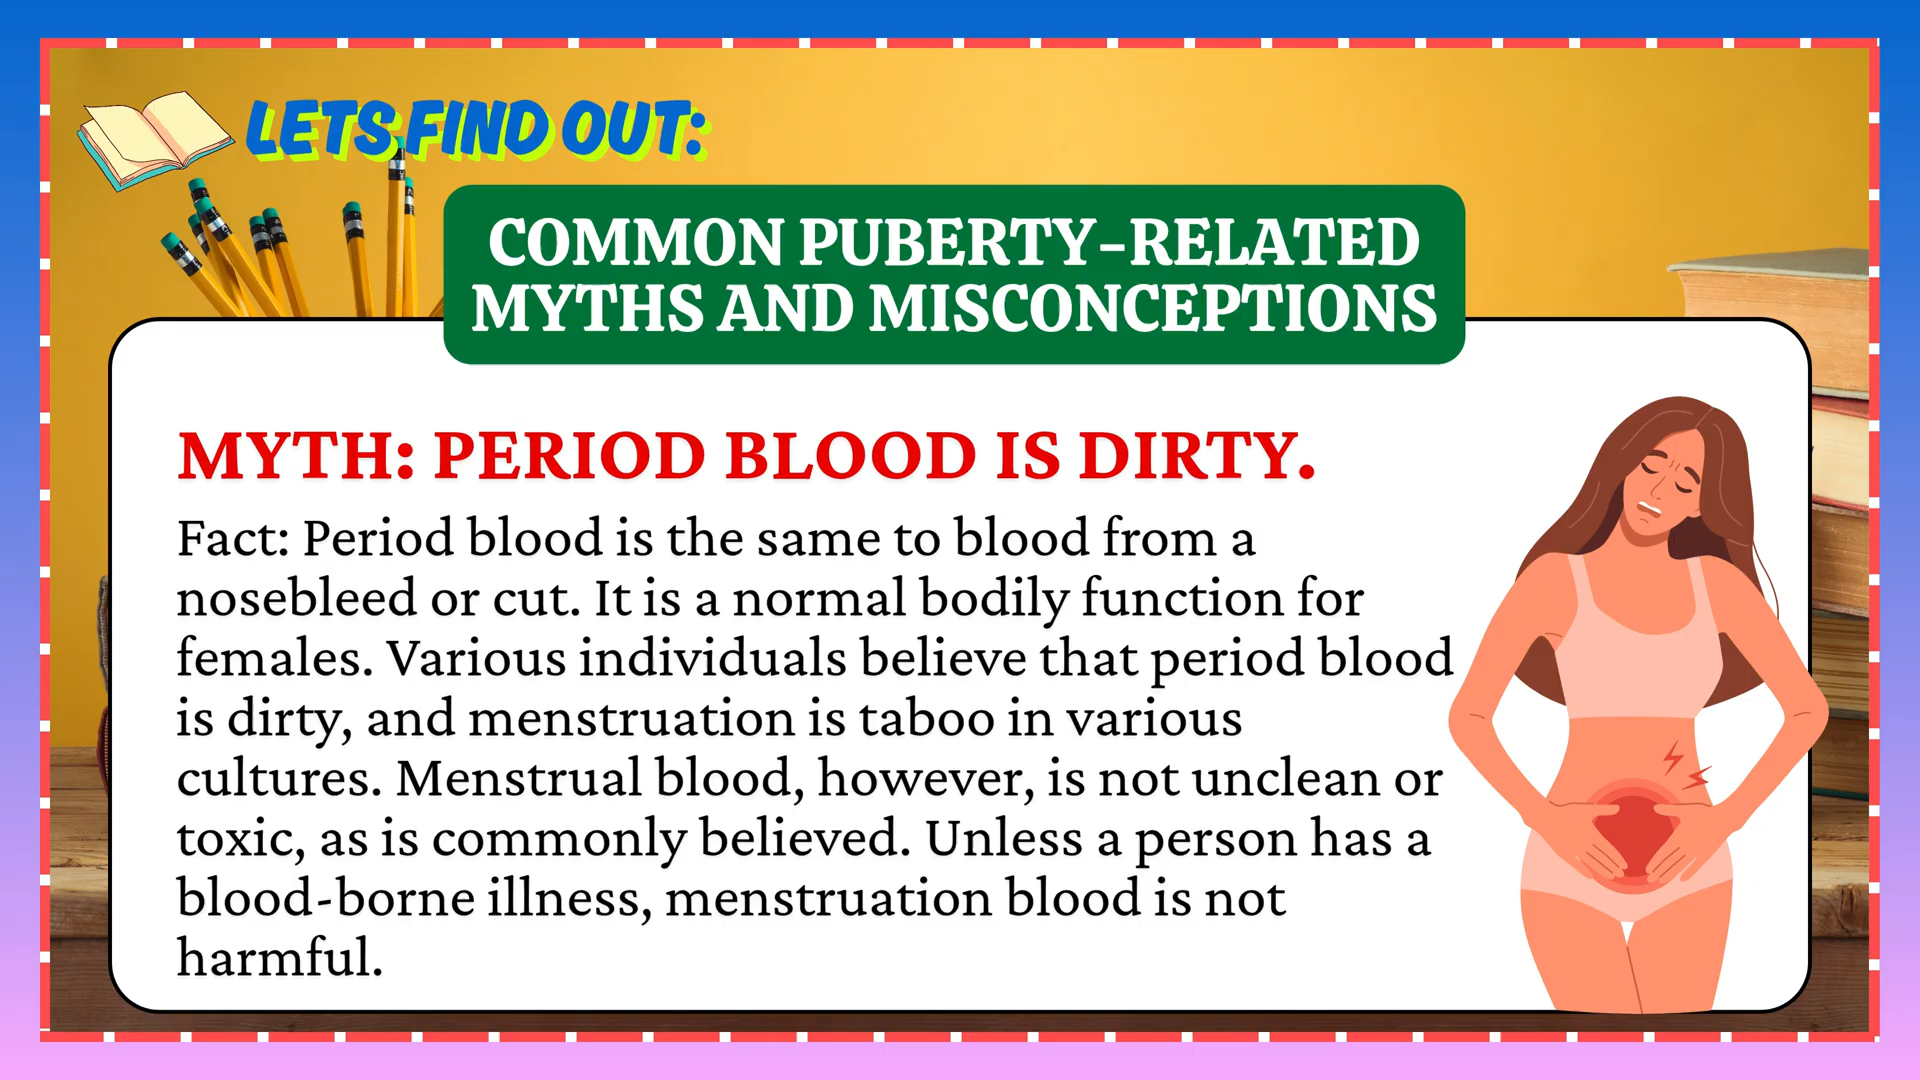 LETS FIND OUT:
COMMON PUBERTY-RELATED
MYTHS AND MISCONCEPTIONS
MYTH: PERIOD BLOOD IS DIRTY.
Fact: Period blood is the same to blood from a
nosebleed or cut. It is a normal bodily function for
females. Various individuals believe that period blood
is dirty, and menstruation is taboo in various
cultures. Menstrual blood, however, is not unclean or
toxic, as is commonly believed. Unless a person has a
blood-borne illness, menstruation blood is not
harmful.